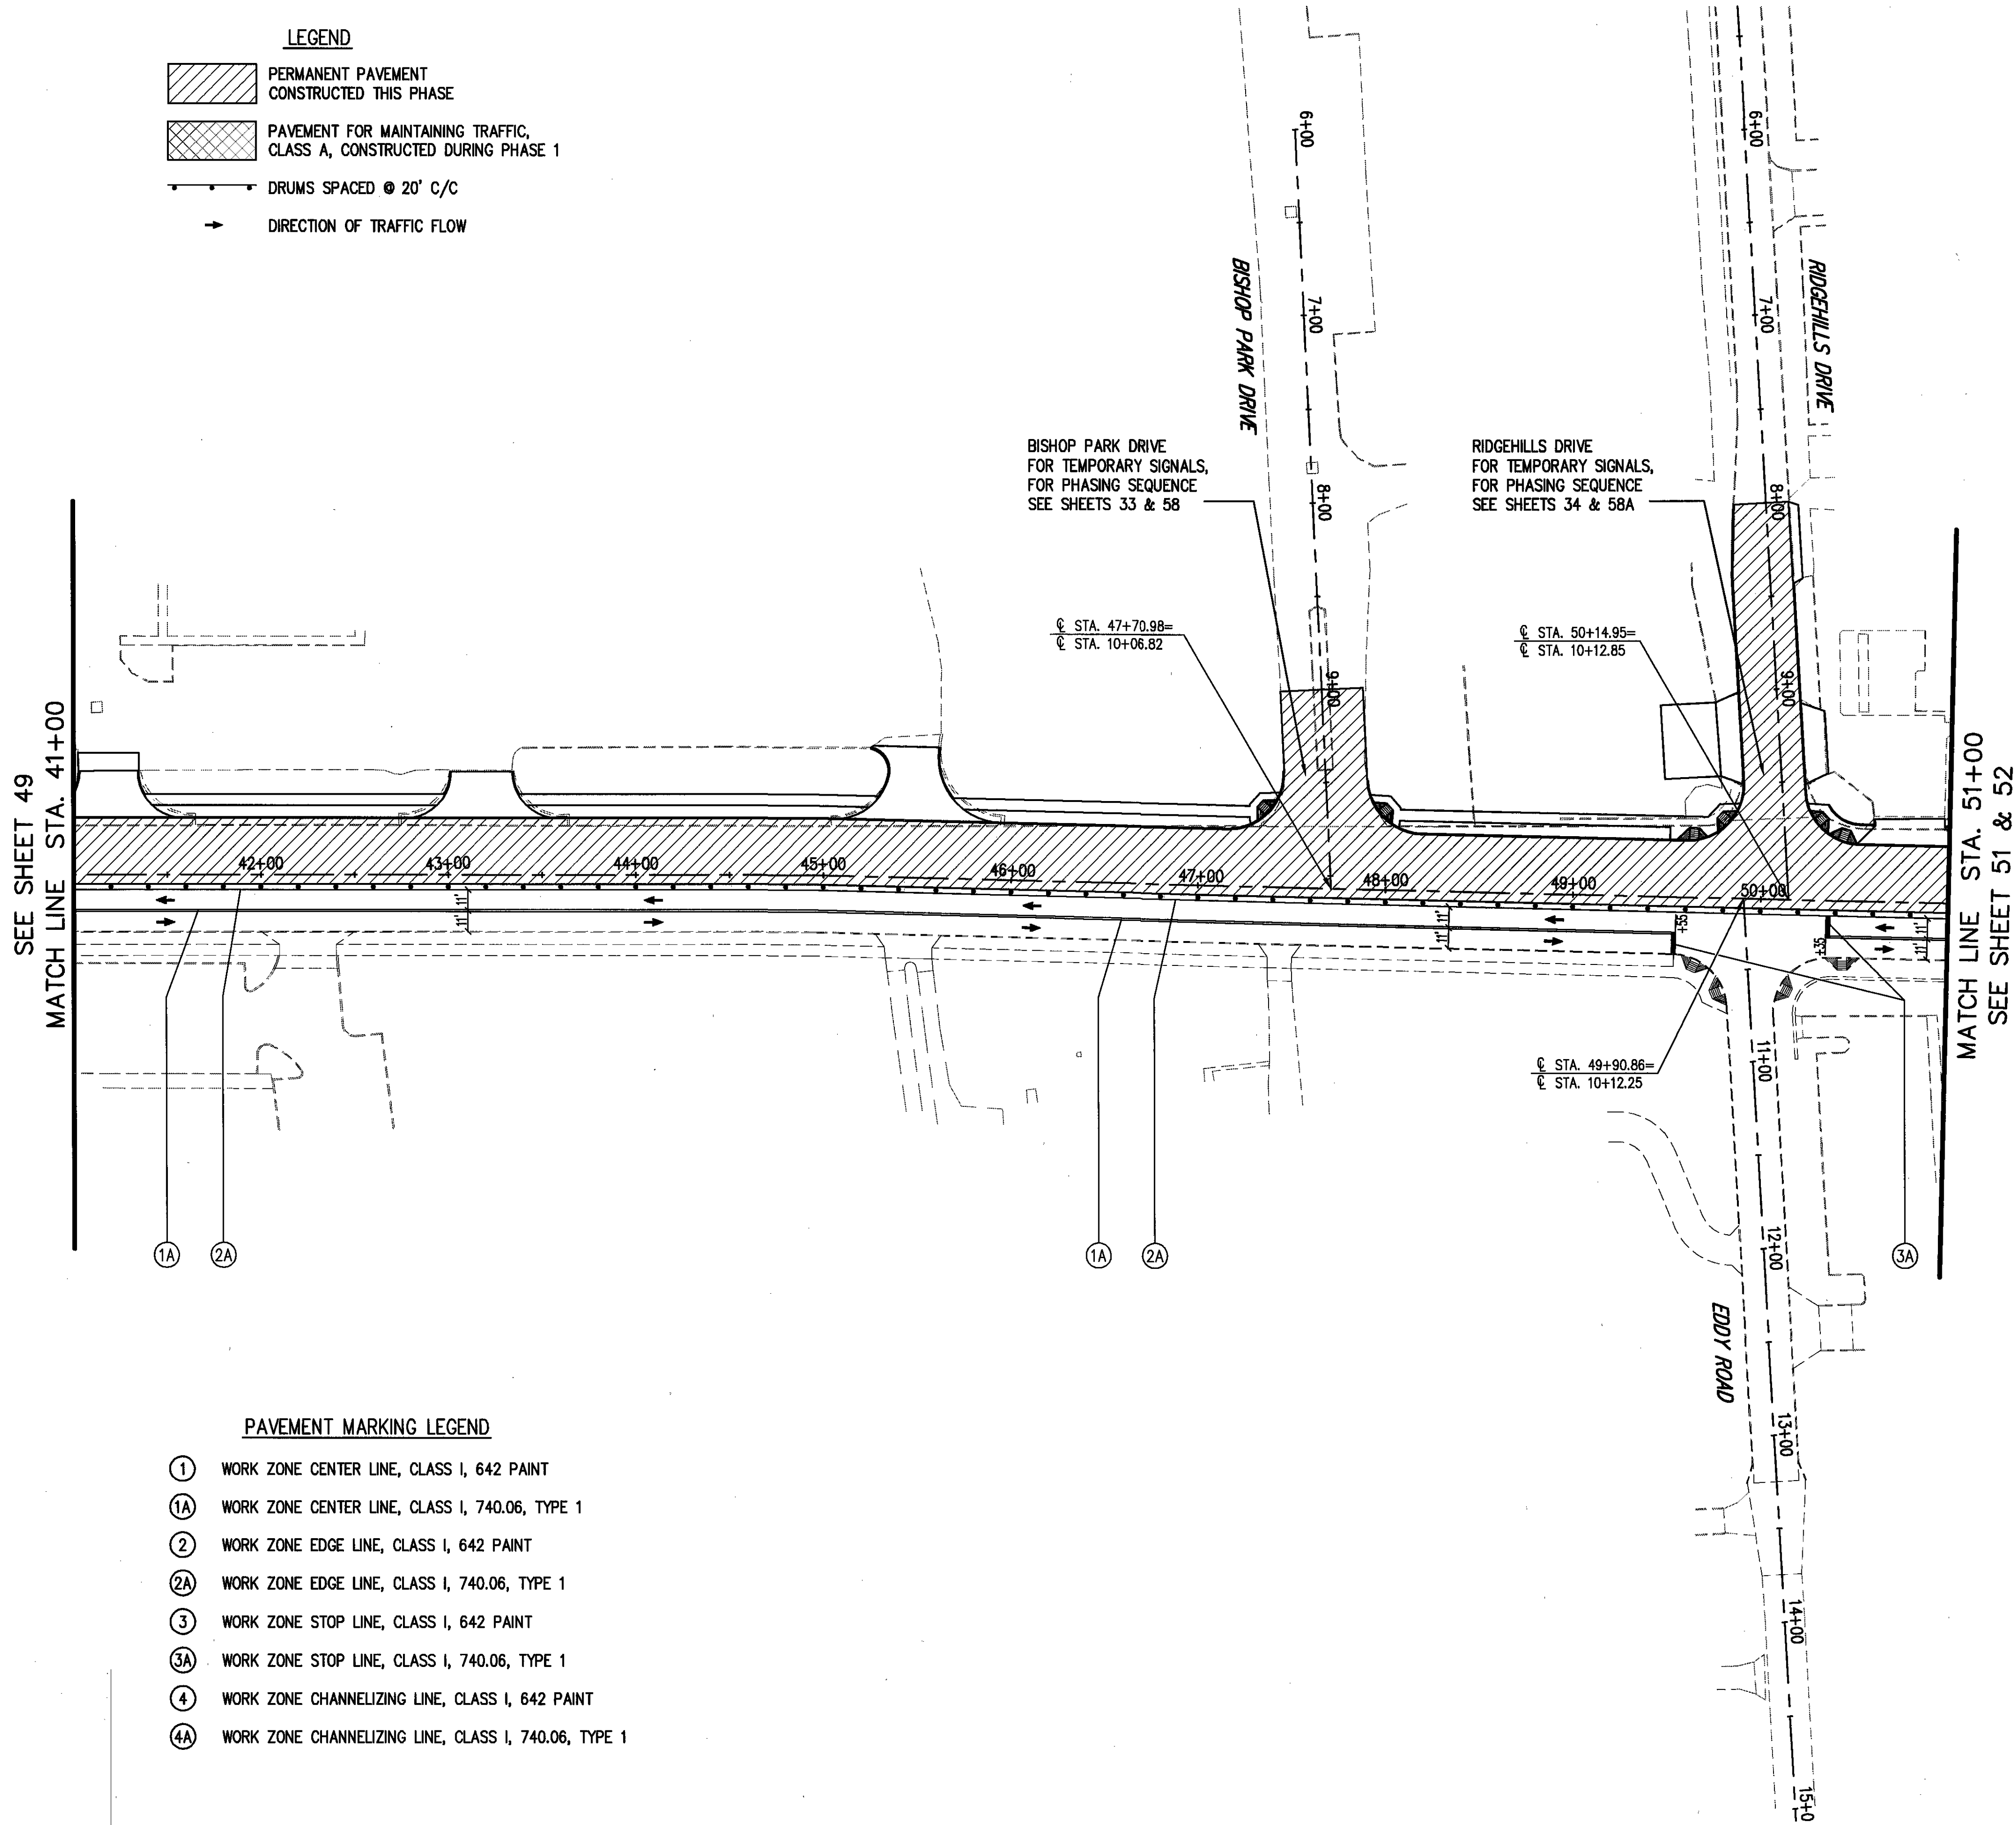 LEGEND
PERMANENT PAVEMENT
CONSTRUCTED THIS PHASE
PAVEMENT FOR MAINTAINING TRAFFIC,
CLASS A, CONSTRUCTED DURING PHASE 1
DRUMS SPACED @ 20' C/C
DIRECTION OF TRAFFIC FLOW
6+00
7+00
8+00
9+00
BISHOP PARK DRIVE
6+00
7+00
8+00
9+00
RIDGEHILLS DRIVE
BISHOP PARK DRIVE
FOR TEMPORARY SIGNALS,
FOR PHASING SEQUENCE
SEE SHEETS 33 & 58
RIDGEHILLS DRIVE
FOR TEMPORARY SIGNALS,
FOR PHASING SEQUENCE
SEE SHEETS 34 & 58A
℄ STA. 47+70.98=
℄ STA. 10+06.82
℄ STA. 50+14.95=
℄ STA. 10+12.85
SEE SHEET 49
MATCH LINE STA. 41+00
42+00
43+00
44+00
45+00
46+00
47+00
48+00
49+00
50+00
11'
11'
11'
11'
+55
+35
11'
11'
MATCH LINE STA. 51+00
SEE SHEET 51 & 52
℄ STA. 49+90.86=
℄ STA. 10+12.25
11+00
12+00
13+00
14+00
15+0
EDDY ROAD
1A
2A
1A
2A
3A
PAVEMENT MARKING LEGEND
1 WORK ZONE CENTER LINE, CLASS I, 642 PAINT
1A WORK ZONE CENTER LINE, CLASS I, 740.06, TYPE 1
2 WORK ZONE EDGE LINE, CLASS I, 642 PAINT
2A WORK ZONE EDGE LINE, CLASS I, 740.06, TYPE 1
3 WORK ZONE STOP LINE, CLASS I, 642 PAINT
3A WORK ZONE STOP LINE, CLASS I, 740.06, TYPE 1
4 WORK ZONE CHANNELIZING LINE, CLASS I, 642 PAINT
4A WORK ZONE CHANNELIZING LINE, CLASS I, 740.06, TYPE 1